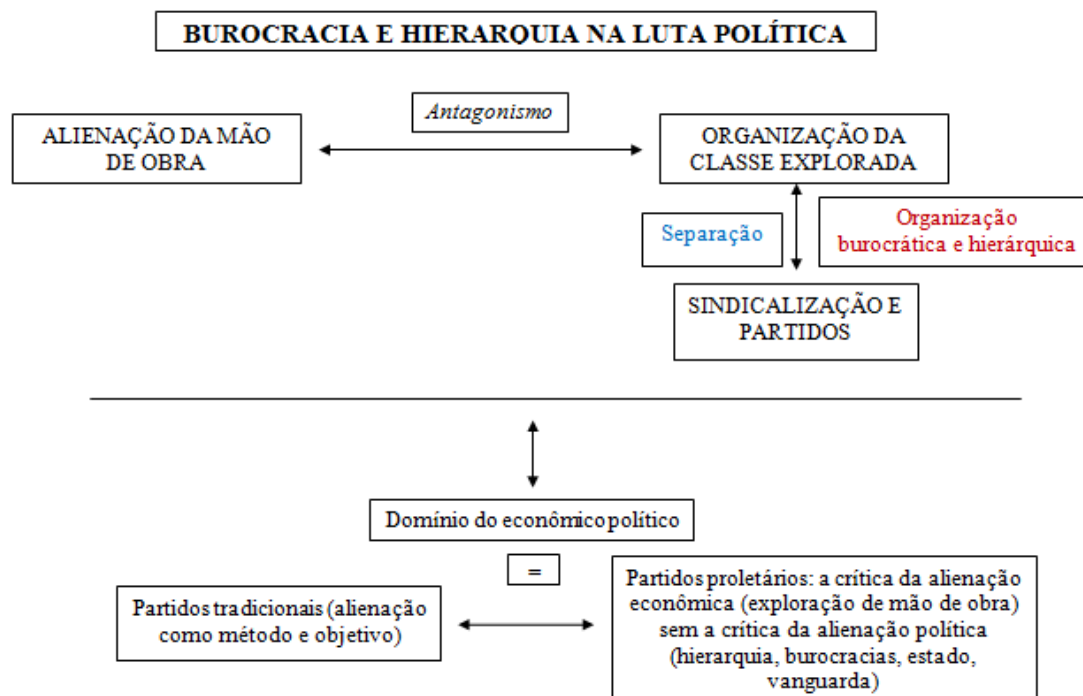 BUROCRACIA E HIERARQUIA NA LUTA POLÍTICA
Antagonismo
ALIENAÇÃO DA MÃO
DE OBRA
ORGANIZAÇÃO DA
CLASSE EXPLORADA
Separação
Organização
burocrática e hierárquica
SINDICALIZAÇÃO E
PARTIDOS
Domínio do econômico político
=
Partidos tradicionais (alienação
como método e objetivo)
Partidos proletários: a crítica da alienação
econômica (exploração de mão de obra)
sem a crítica da alienação política
(hierarquia, burocracias, estado,
vanguarda)